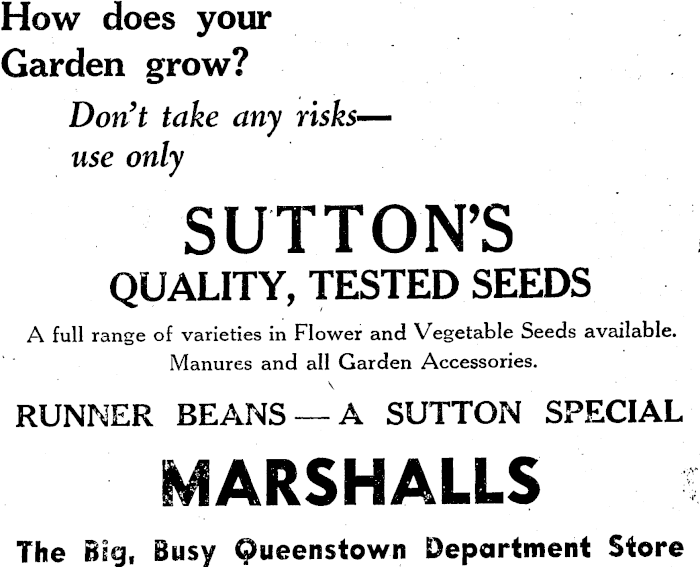 How does your
Garden grow?
Don't take any risks—
use only
SUTTON'S
QUALITY, TESTED SEEDS
A full range of varieties in Flower and Vegetable Seeds available.
Manures and all Garden Accessories.
RUNNER BEANS — A SUTTON SPECIAL
MARSHALLS
The Big, Busy Queenstown Department Store